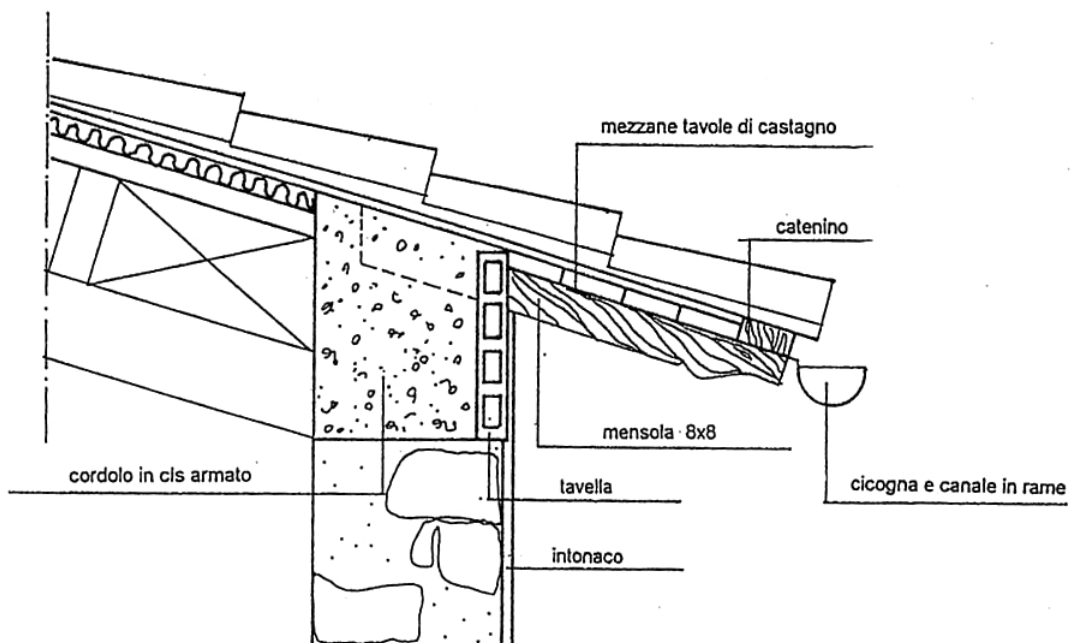 mezzane tavole di castagno
catenino
mensola 8x8
cordolo in cls armato
tavella
cicogna e canale in rame
intonaco